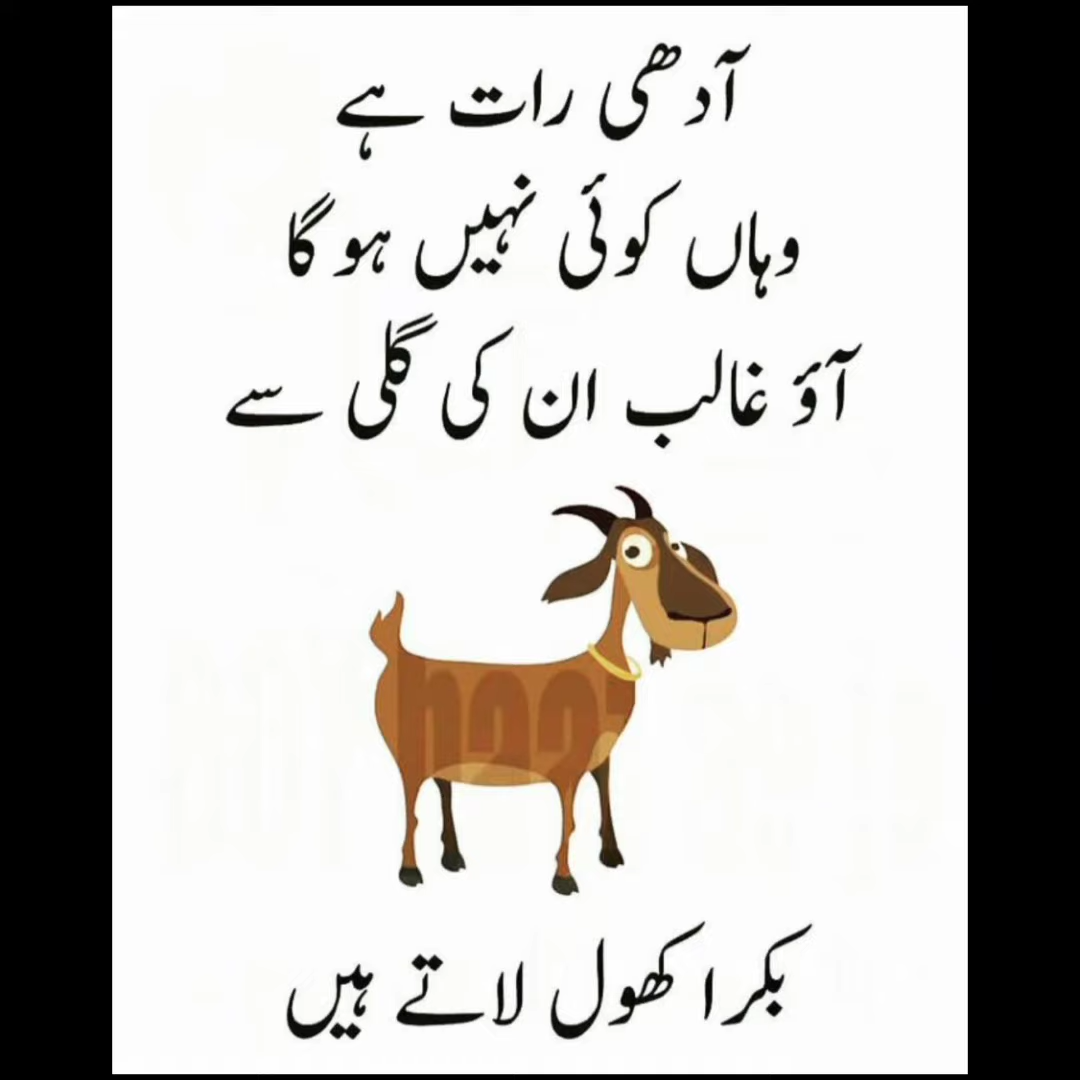 آدھی رات ہے
وہاں کوئی نہیں ہو گا
آؤ غالب ان کی گلی سے
بکرا کھول لاتے ہیں